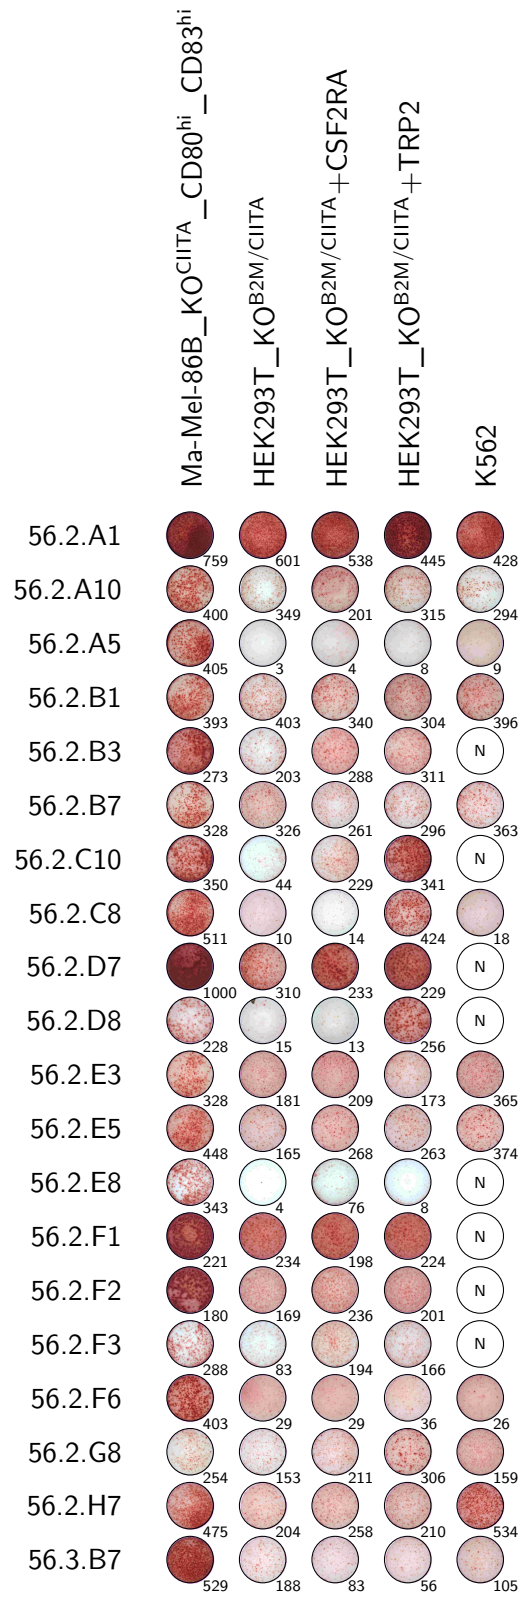 Ma-Mel-86B_KO^CIITA_CD80^hi_CD83^hi
HEK293T_KO^B2M/CIITA
HEK293T_KO^B2M/CIITA+CSF2RA
HEK293T_KO^B2M/CIITA+TRP2
K562
56.2.A1
759 601 538 445 428
56.2.A10
400 349 201 315 294
56.2.A5
405 3 4 8 9
56.2.B1
393 403 340 304 396
56.2.B3 N
273 203 288 311
56.2.B7
328 326 261 296 363
56.2.C10 N
350 44 229 341
56.2.C8
511 10 14 424 18
56.2.D7 N
1000 310 233 229
56.2.D8 N
228 15 13 256
56.2.E3
328 181 209 173 365
56.2.E5
448 165 268 263 374
56.2.E8 N
343 4 76 8
56.2.F1 N
221 234 198 224
56.2.F2 N
180 169 236 201
56.2.F3 N
288 83 194 166
56.2.F6
403 29 29 36 26
56.2.G8
254 153 211 306 159
56.2.H7
475 204 258 210 534
56.3.B7
529 188 83 56 105